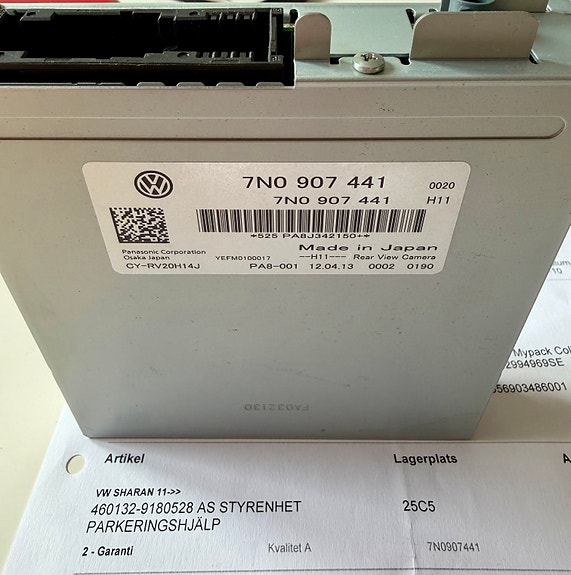 7N0 907 441 0020
7N0 907 441 H11
*525 PA8J342150+*
Panasonic Corporation
Osaka Japan
YEFM0100017
Made in Japan
--H11--- Rear View Camera
CY-RV20H14J PA8-001 12.04.13 0002 0190
FA032130
10
Mypack Coll
2994969SE
56903486001
Artikel Lagerplats A
VW SHARAN 11->>
460132-9180528 AS STYRENHET 25C5
PARKERINGSHJÄLP
2 - Garanti Kvalitet A 7N0907441